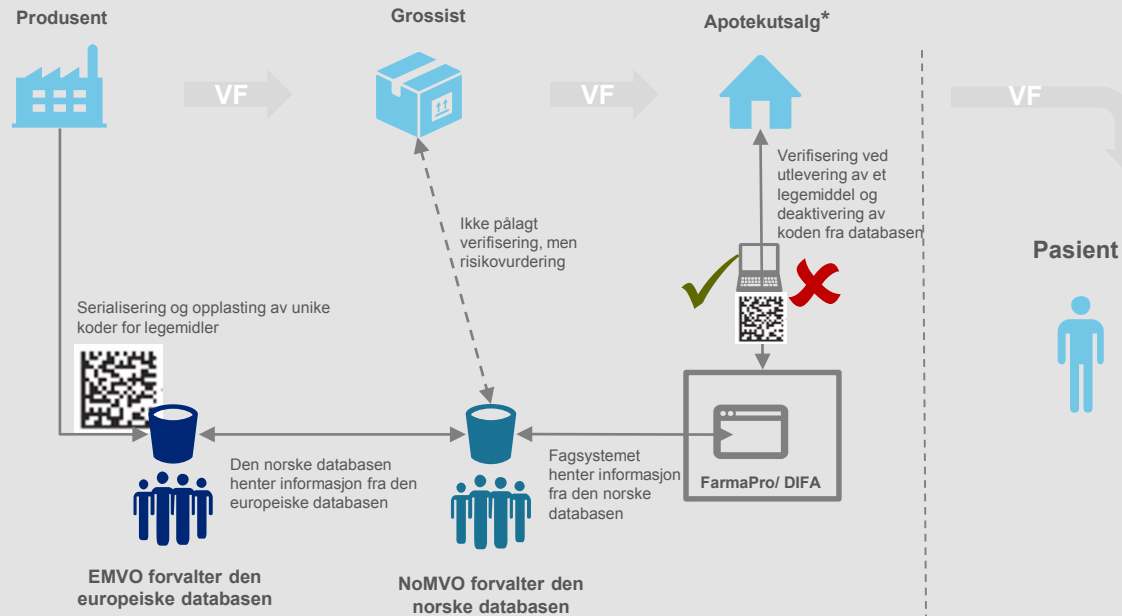 Produsent
Grossist
Apotekutsalg*
VF
VF
VF
Verifisering ved
utlevering av et
legemiddel og
deaktivering av
koden fra databasen
Ikke pålagt
verifisering, men
risikovurdering
Pasient
Serialisering og opplasting av unike
koder for legemidler
Den norske databasen
henter informasjon fra den
europeiske databasen
Fagsystemet
henter informasjon
fra den norske
databasen
FarmaPro/ DIFA
EMVO forvalter den
europeiske databasen
NoMVO forvalter den
norske databasen